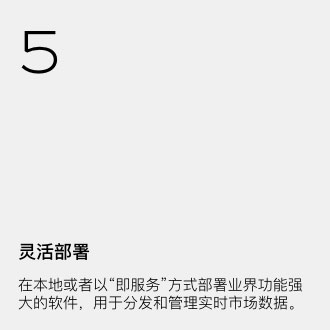 5
灵活部署
在本地或者以“即服务”方式部署业界功能强
大的软件，用于分发和管理实时市场数据。